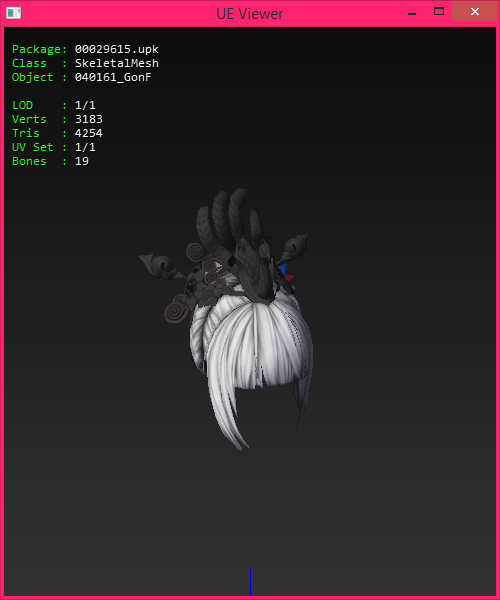 UE Viewer
Package: 00029615.upk
Class : SkeletalMesh
Object : 040161_GonF
LOD : 1/1
Verts : 3183
Tris : 4254
UV Set : 1/1
Bones : 19